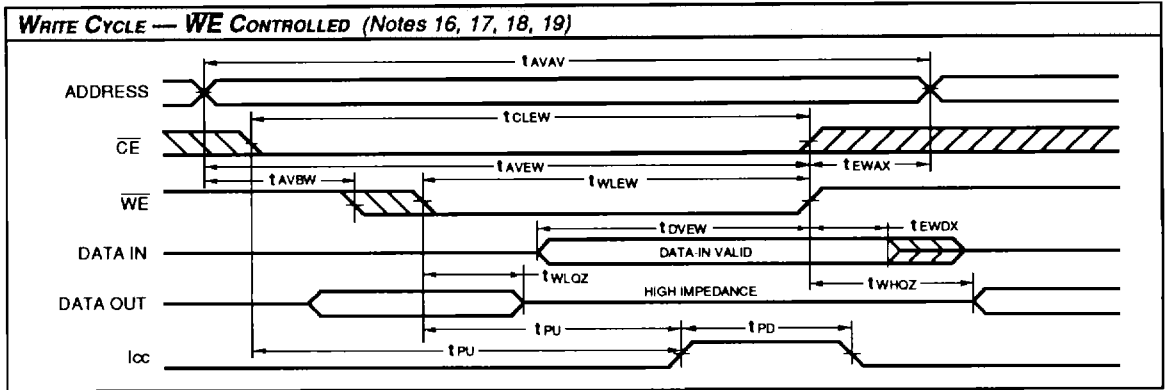 WRITE CYCLE — WE CONTROLLED (Notes 16, 17, 18, 19)
tAVAV
ADDRESS
tCLEW
CE
tAVEW
tEWAX
tAVBW
tWLEW
WE
tDVEW
tEWDX
DATA IN
DATA-IN VALID
tWLQZ
tWHQZ
HIGH IMPEDANCE
DATA OUT
tPU
tPD
tPU
Icc